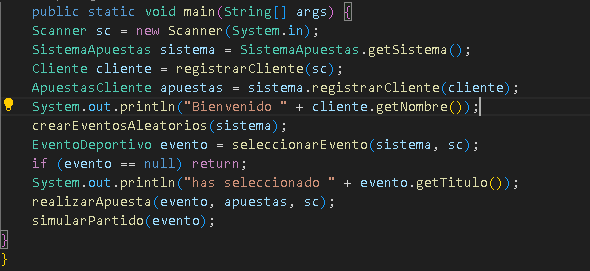 public static void main(String[] args) {
Scanner sc = new Scanner(System.in);
SistemaApuestas sistema = SistemaApuestas.getSistema();
Cliente cliente = registrarCliente(sc);
ApuestasCliente apuestas = sistema.registrarCliente(cliente);
System.out.println("Bienvenido " + cliente.getNombre());
crearEventosAleatorios(sistema);
EventoDeportivo evento = seleccionarEvento(sistema, sc);
if (evento == null) return;
System.out.println("has seleccionado " + evento.getTitulo());
realizarApuesta(evento, apuestas, sc);
simularPartido(evento);
}
}